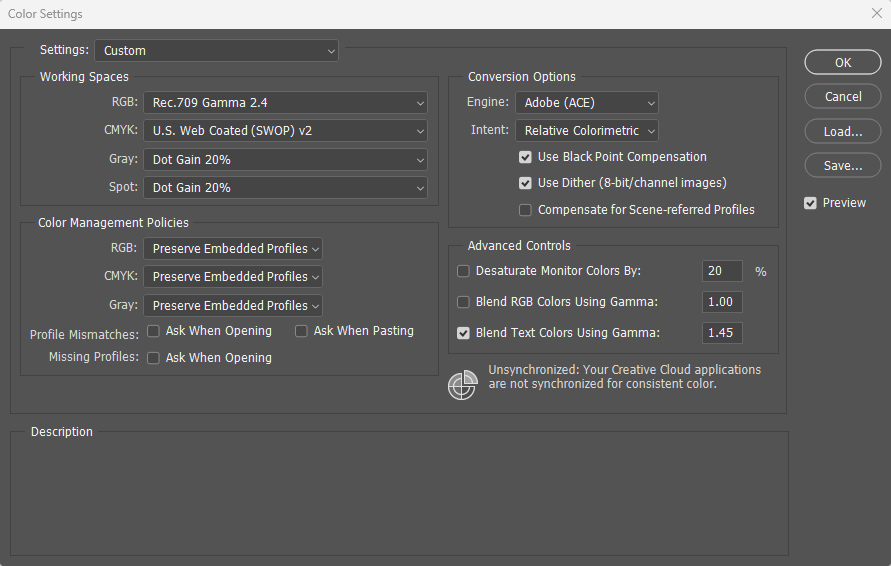 Color Settings
Settings: Custom
Working Spaces
RGB: Rec.709 Gamma 2.4
CMYK: U.S. Web Coated (SWOP) v2
Gray: Dot Gain 20%
Spot: Dot Gain 20%
Color Management Policies
RGB: Preserve Embedded Profiles
CMYK: Preserve Embedded Profiles
Gray: Preserve Embedded Profiles
Profile Mismatches: Ask When Opening Ask When Pasting
Missing Profiles: Ask When Opening
Conversion Options
Engine: Adobe (ACE)
Intent: Relative Colorimetric
Use Black Point Compensation
Use Dither (8-bit/channel images)
Compensate for Scene-referred Profiles
Advanced Controls
Desaturate Monitor Colors By: 20 %
Blend RGB Colors Using Gamma: 1.00
Blend Text Colors Using Gamma: 1.45
Unsynchronized: Your Creative Cloud applications
are not synchronized for consistent color.
OK
Cancel
Load...
Save...
Preview
Description